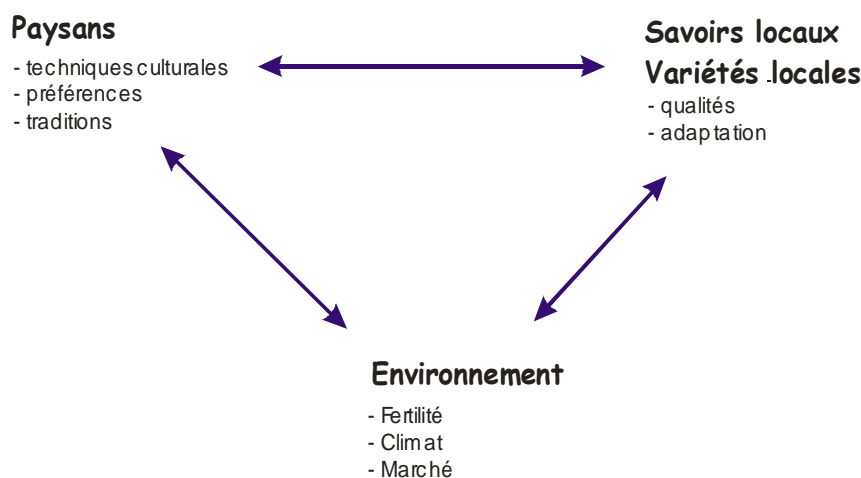 Paysans
- techniques culturales
- préférences
- traditions
Savoirs locaux
Variétés locales
- qualités
- adaptation
Environnement
- Fertilité
- Climat
- Marché